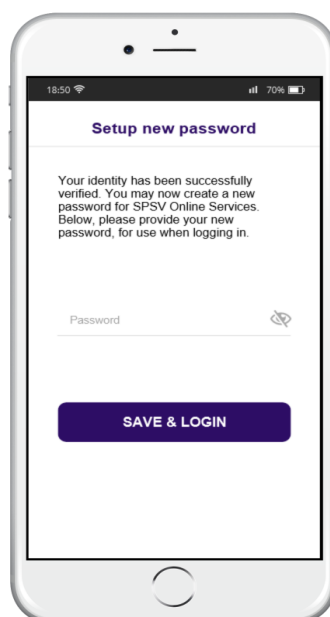 18:50 70%
Setup new password
Your identity has been successfully
verified. You may now create a new
password for SPSV Online Services.
Below, please provide your new
password, for use when logging in.
Password
SAVE & LOGIN